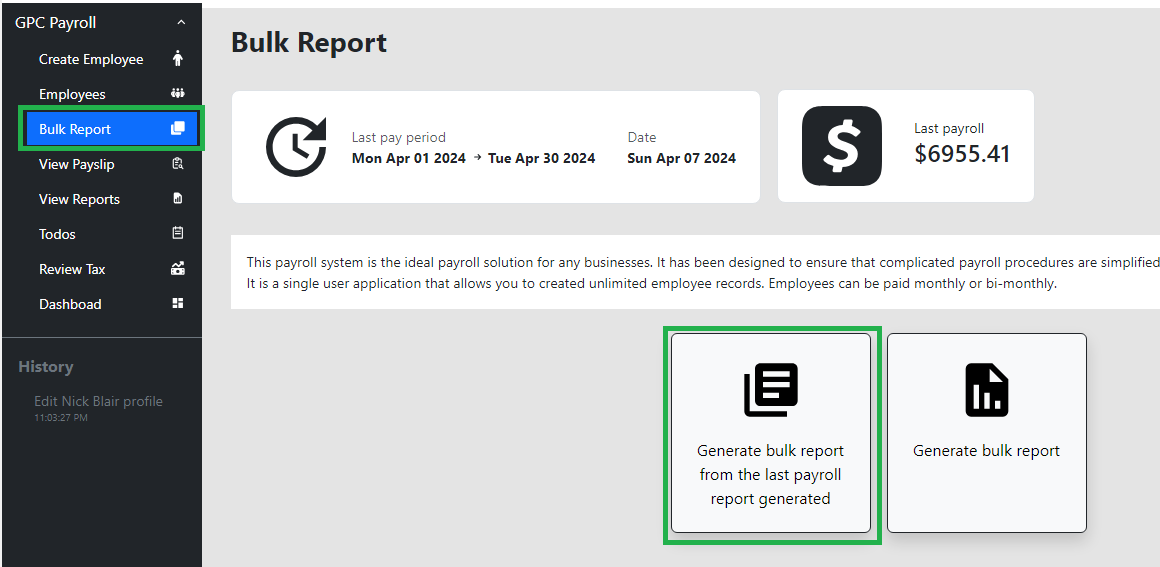 GPC Payroll
Create Employee
Employees
Bulk Report
View Payslip
View Reports
Todos
Review Tax
Dashboad
History
Edit Nick Blair profile
11:03:27 PM
Bulk Report
Last pay period
Mon Apr 01 2024 → Tue Apr 30 2024
Date
Sun Apr 07 2024
$
Last payroll
$6955.41
This payroll system is the ideal payroll solution for any businesses. It has been designed to ensure that complicated payroll procedures are simplified
It is a single user application that allows you to created unlimited employee records. Employees can be paid monthly or bi-monthly.
Generate bulk report
from the last payroll
report generated
Generate bulk report